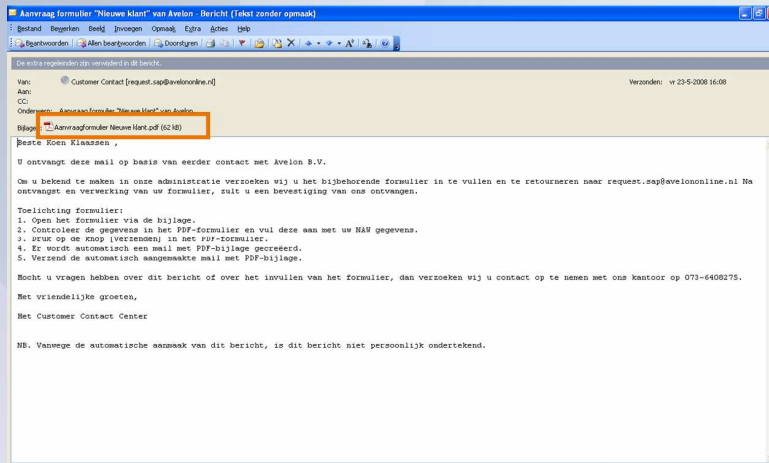 Aanvraag formulier "Nieuwe klant" van Avelon - Bericht (Tekst zonder opmaak)
Bestand Bewerken Beeld Invoegen Opmaak Extra Acties Help
Beantwoorden Allen beantwoorden Doorsturen
De extra regeleinden zijn verwijderd in dit bericht.
Van: Customer Contact [request.sap@avelononline.nl] Verzonden: vr 23-5-2008 16:08
Aan:
CC:
Onderwerp: Aanvraag formulier "Nieuwe klant" van Avelon
Bijlagen: Aanvraagformulier Nieuwe klant.pdf (62 kB)
Beste Koen Klaassen ,
U ontvangt deze mail op basis van eerder contact met Avelon B.V.
Om u bekend te maken in onze administratie verzoeken wij u het bijbehorende formulier in te vullen en te retourneren naar request.sap@avelononline.nl Na
ontvangst en verwerking van uw formulier, zult u een bevestiging van ons ontvangen.
Toelichting formulier:
1. Open het formulier via de bijlage.
2. Controleer de gegevens in het PDF-formulier en vul deze aan met uw NAW gegevens.
3. Druk op de knop [Verzenden] in het PDF-formulier.
4. Er wordt automatisch een mail met PDF-bijlage gecreëerd.
5. Verzend de automatisch aangemaakte mail met PDF-bijlage.
Mocht u vragen hebben over dit bericht of over het invullen van het formulier, dan verzoeken wij u contact op te nemen met ons kantoor op 073-6408275.
Met vriendelijke groeten,
Het Customer Contact Center
NB. Vanwege de automatische aanmaak van dit bericht, is dit bericht niet persoonlijk ondertekend.